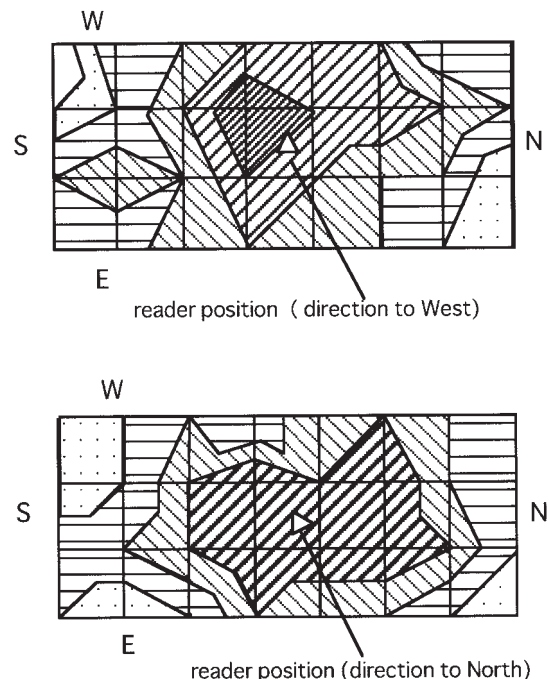 W
S
N
E
reader position ( direction to West)
W
S
N
E
reader position (direction to North)